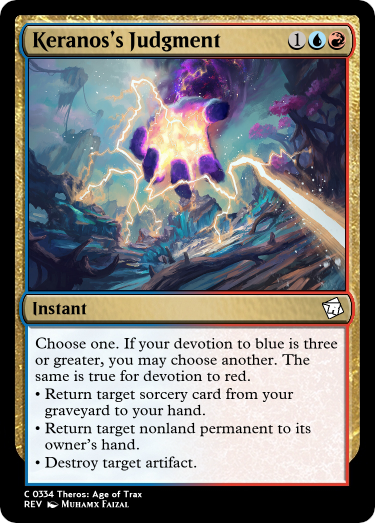 Keranos's Judgment 1
Instant
Choose one. If your devotion to blue is three
or greater, you may choose another. The
same is true for devotion to red.
• Return target sorcery card from your
graveyard to your hand.
• Return target nonland permanent to its
owner's hand.
• Destroy target artifact.
C 0334 Theros: Age of Trax
REV Muhamx Faizal